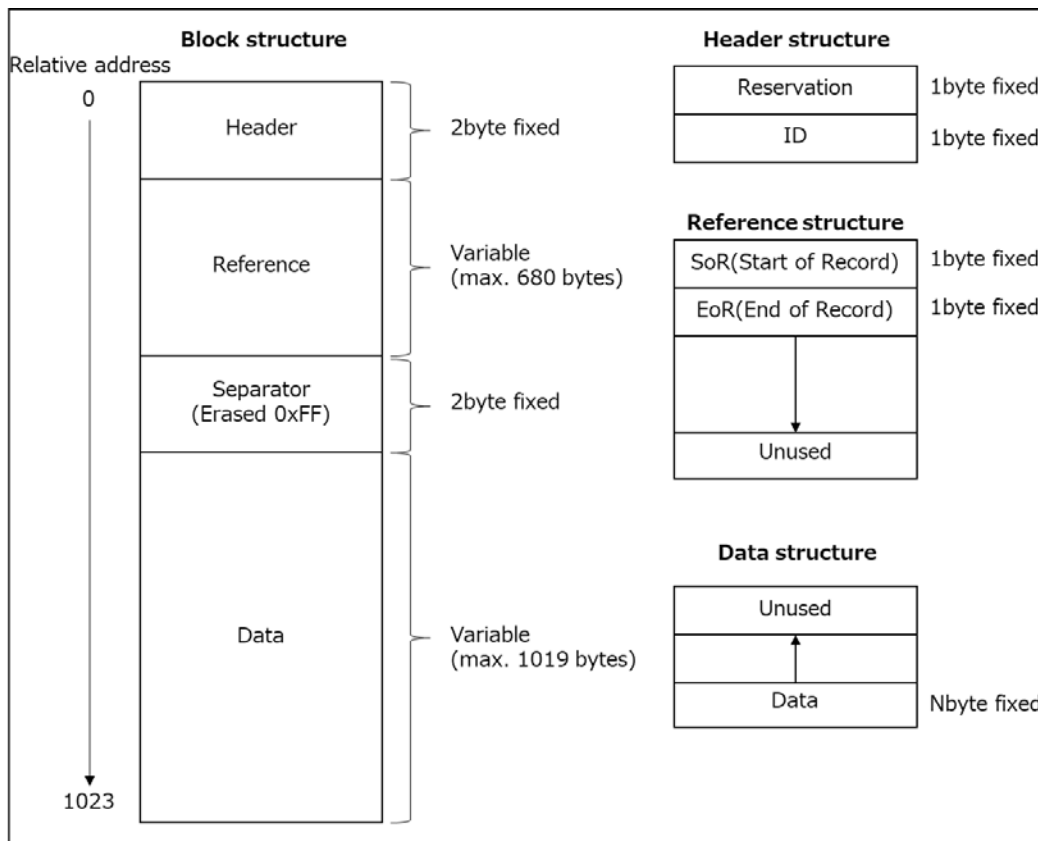 Block structure
Relative address
0
Header
2byte fixed
Reference
Variable
(max. 680 bytes)
Separator
(Erased 0xFF)
2byte fixed
Data
Variable
(max. 1019 bytes)
1023
Header structure
Reservation
1byte fixed
ID
1byte fixed
Reference structure
SoR(Start of Record)
1byte fixed
EoR(End of Record)
1byte fixed
Unused
Data structure
Unused
Data
Nbyte fixed